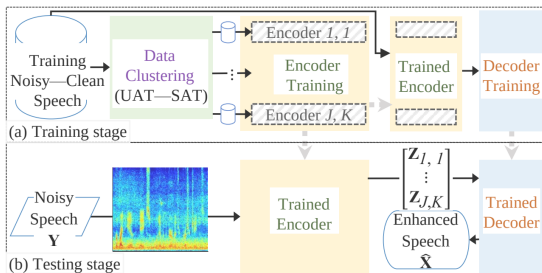 Training
Noisy—Clean
Speech
Data
Clustering
(UAT—SAT)
Encoder 1, 1
Encoder
Training
Encoder J, K
Trained
Encoder
Decoder
Training
(a) Training stage
Noisy
Speech
Y
Trained
Encoder
Z1, 1
⋮
ZJ,K
Enhanced
Speech
X̂
Trained
Decoder
(b) Testing stage